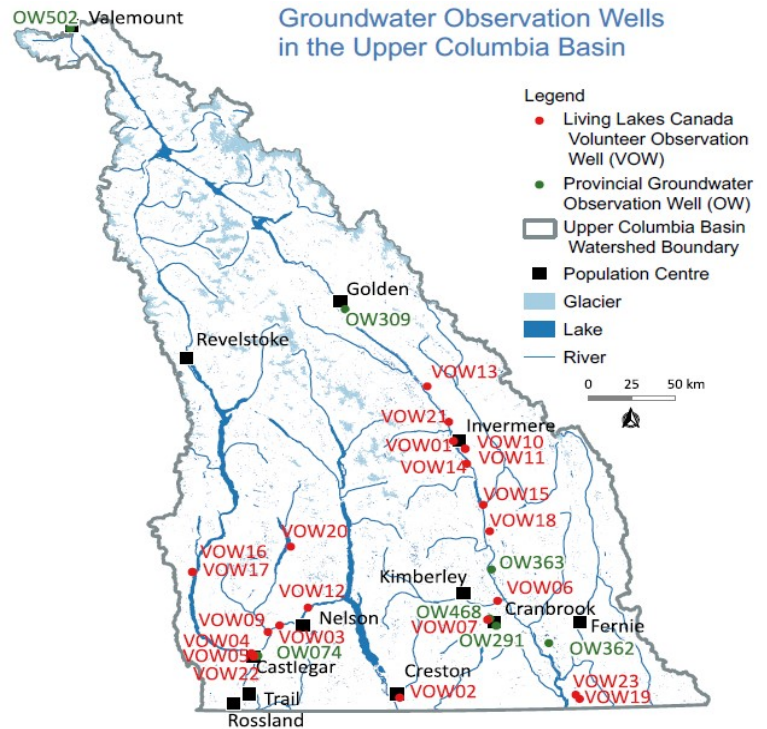 OW502
Valemount
Groundwater Observation Wells
in the Upper Columbia Basin
Legend
Living Lakes Canada
Volunteer Observation
Well (VOW)
Provincial Groundwater
Observation Well (OW)
Upper Columbia Basin
Watershed Boundary
Population Centre
Glacier
Lake
River
0 25 50 km
Golden
OW309
Revelstoke
VOW13
VOW21
Invermere
VOW01
VOW10
VOW11
VOW14
VOW15
VOW18
VOW20
VOW16
VOW17
OW363
Kimberley
VOW06
VOW12
OW468
Cranbrook
VOW09
Nelson
VOW07
Fernie
VOW04
VOW03
OW291
VOW05
OW074
OW362
Castlegar
VOW22
Creston
VOW23
VOW02
VOW19
Trail
Rossland